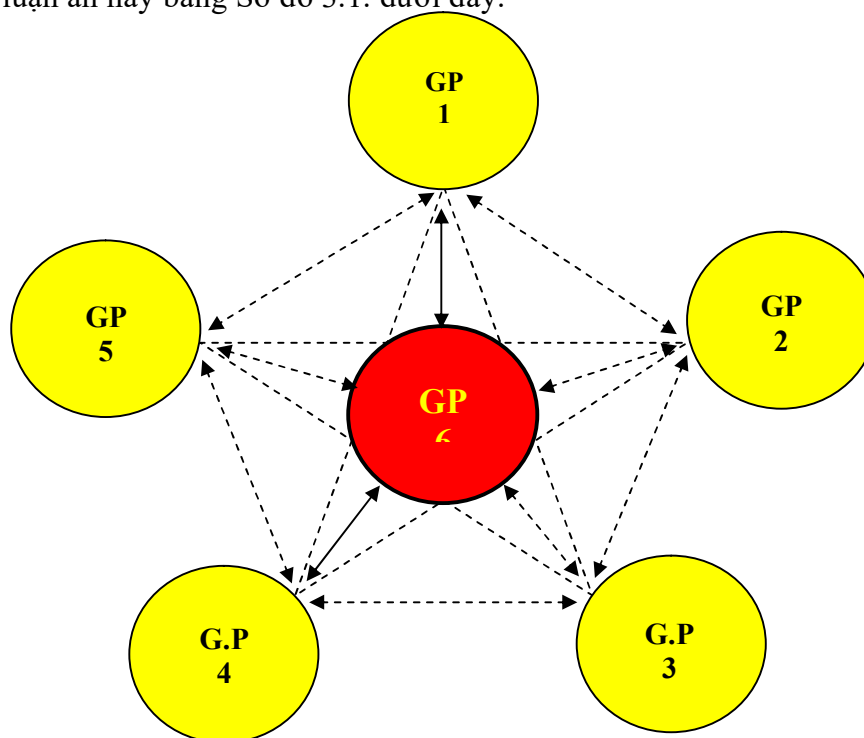 luận án này bằng Sơ đồ 3.1. dưới đây:
GP
1
GP
5
GP
2
GP
6
G.P
4
G.P
3